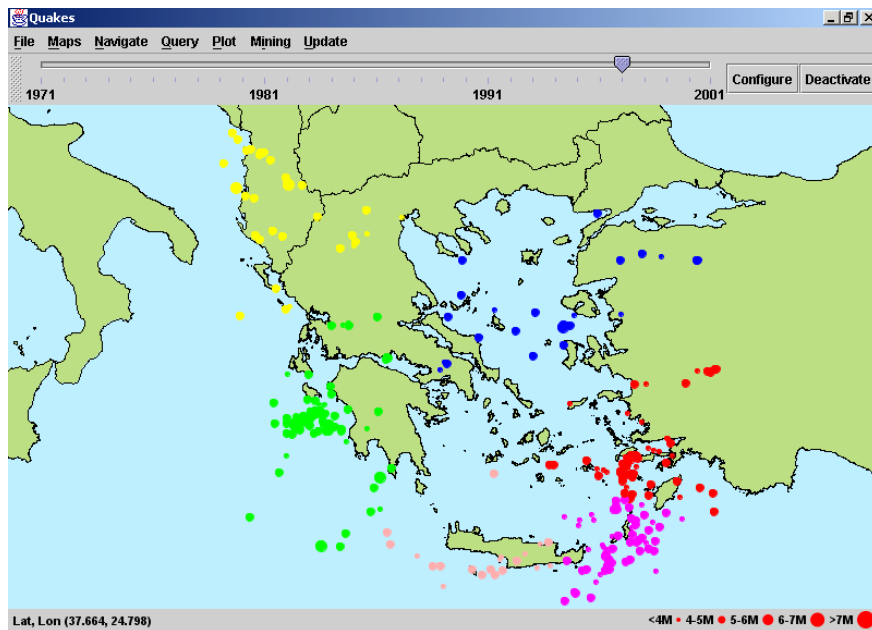 Quakes
File Maps Navigate Query Plot Mining Update
1971 1981 1991 2001
Configure Deactivate
Lat, Lon (37.664, 24.798)
<4M 4-5M 5-6M 6-7M >7M